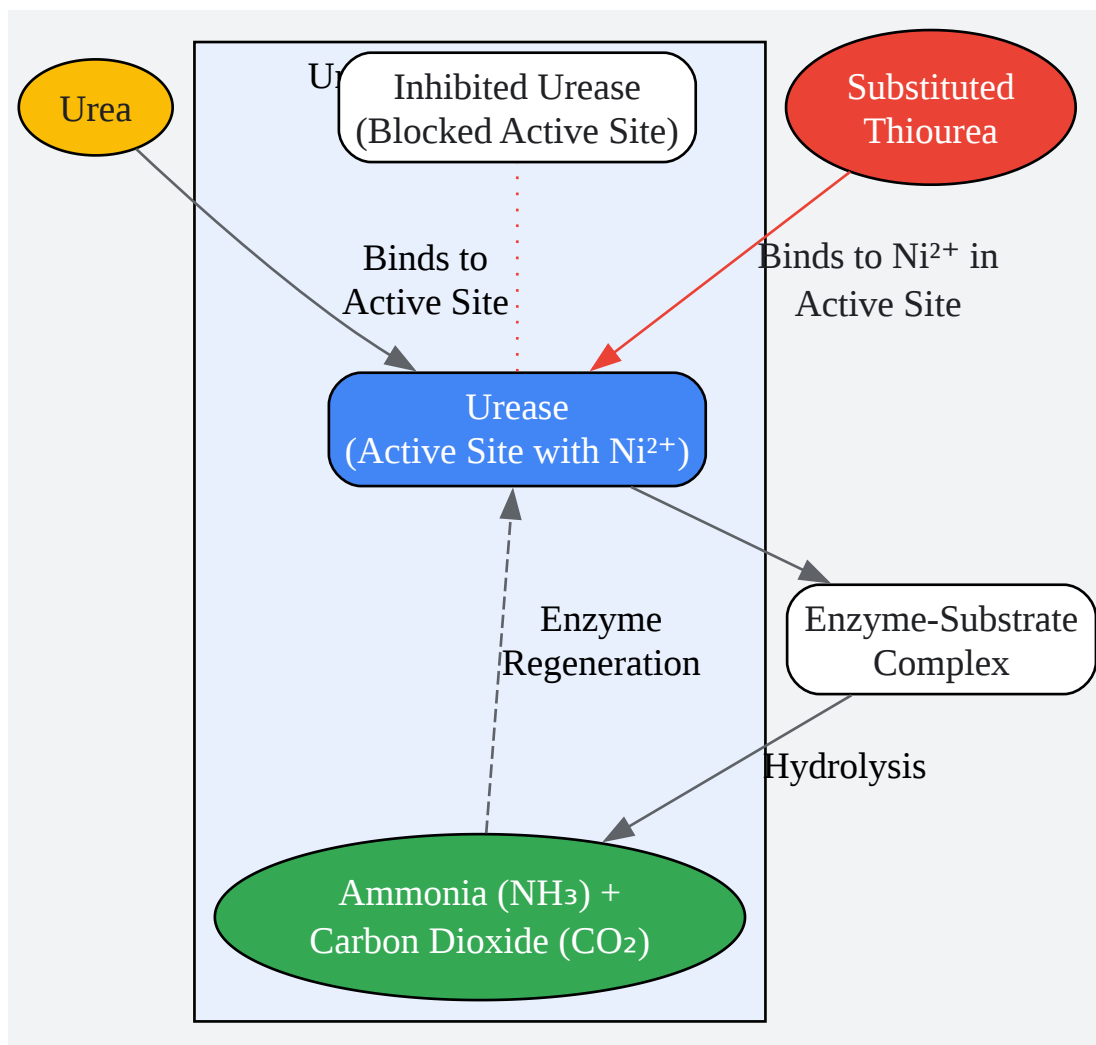 Urea
Inhibited Urease
(Blocked Active Site)
Substituted
Thiourea
Binds to
Active Site
Binds to Ni²⁺ in
Active Site
Urease
(Active Site with Ni²⁺)
Enzyme
Regeneration
Enzyme-Substrate
Complex
Hydrolysis
Ammonia (NH₃) +
Carbon Dioxide (CO₂)